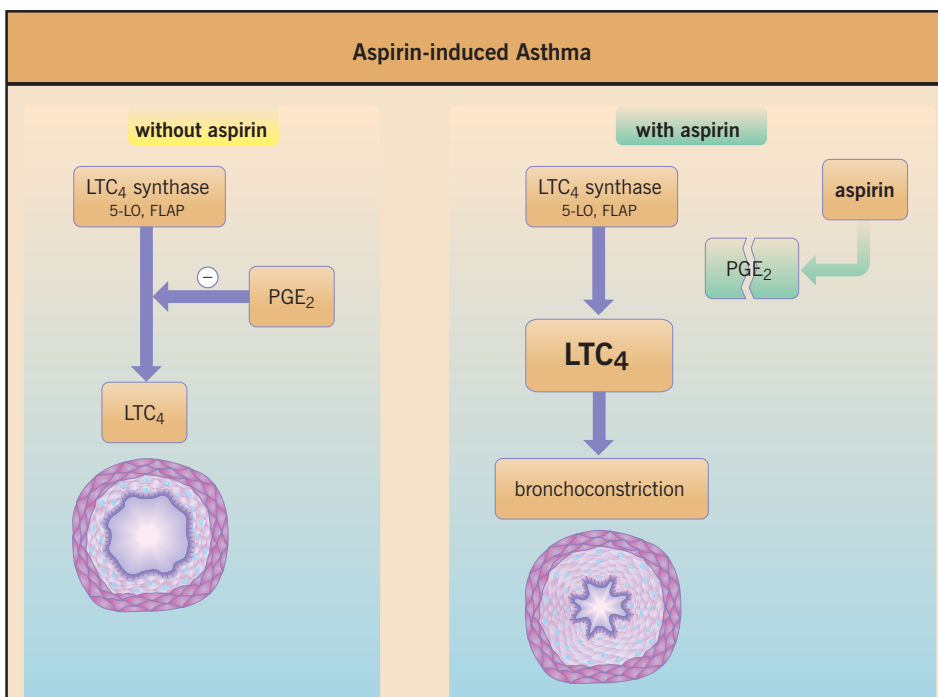 Aspirin-induced Asthma
without aspirin
LTC₄ synthase
5-LO, FLAP
−
PGE₂
LTC₄
with aspirin
LTC₄ synthase
5-LO, FLAP
aspirin
PGE₂
LTC₄
bronchoconstriction